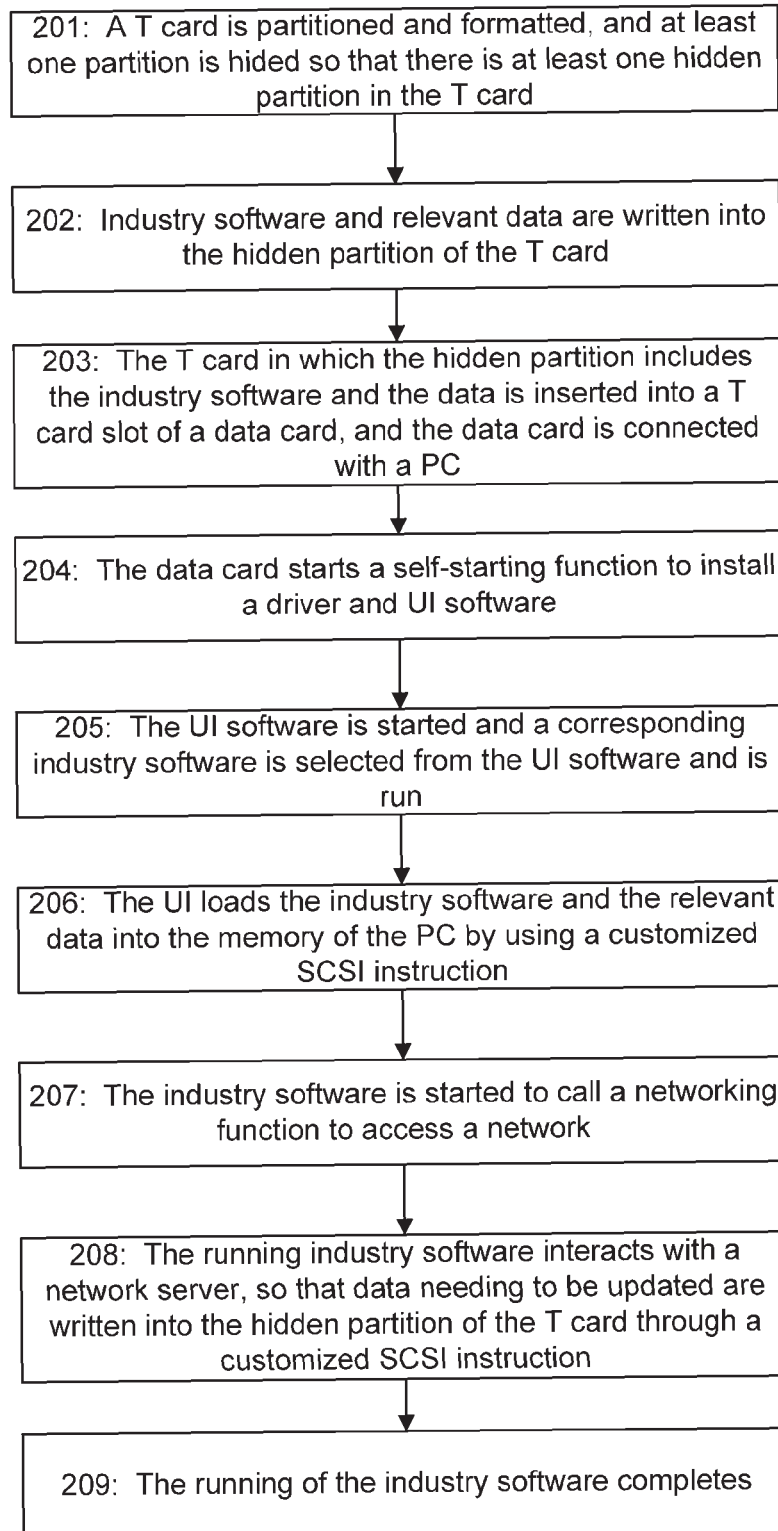 201: A T card is partitioned and formatted, and at least
one partition is hided so that there is at least one hidden
partition in the T card
202: Industry software and relevant data are written into
the hidden partition of the T card
203: The T card in which the hidden partition includes
the industry software and the data is inserted into a T
card slot of a data card, and the data card is connected
with a PC
204: The data card starts a self-starting function to install
a driver and UI software
205: The UI software is started and a corresponding
industry software is selected from the UI software and is
run
206: The UI loads the industry software and the relevant
data into the memory of the PC by using a customized
SCSI instruction
207: The industry software is started to call a networking
function to access a network
208: The running industry software interacts with a
network server, so that data needing to be updated are
written into the hidden partition of the T card through a
customized SCSI instruction
209: The running of the industry software completes